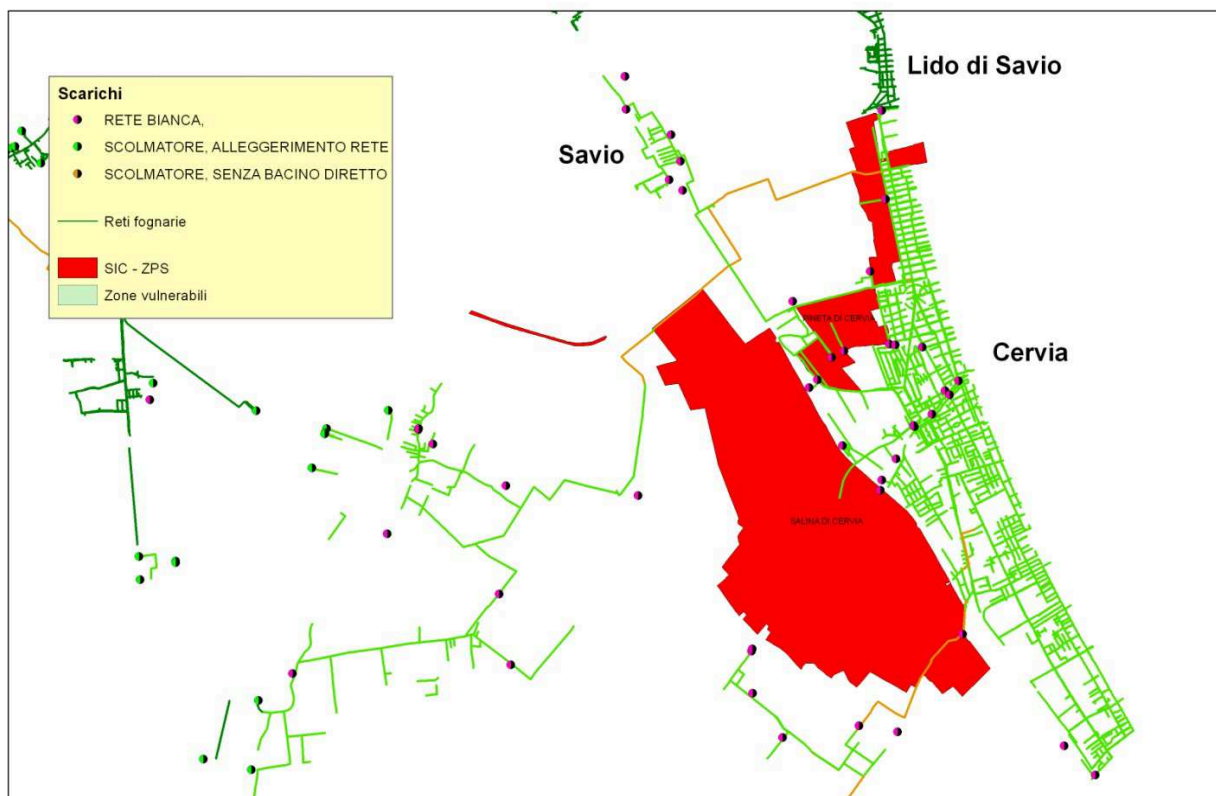 Lido di Savio
Scarichi
RETE BIANCA,
SCOLMATORE, ALLEGGERIMENTO RETE
SCOLMATORE, SENZA BACINO DIRETTO
Reti fognarie
SIC - ZPS
Zone vulnerabili
Savio
PINETA DI CERVIA
Cervia
SALINA DI CERVIA